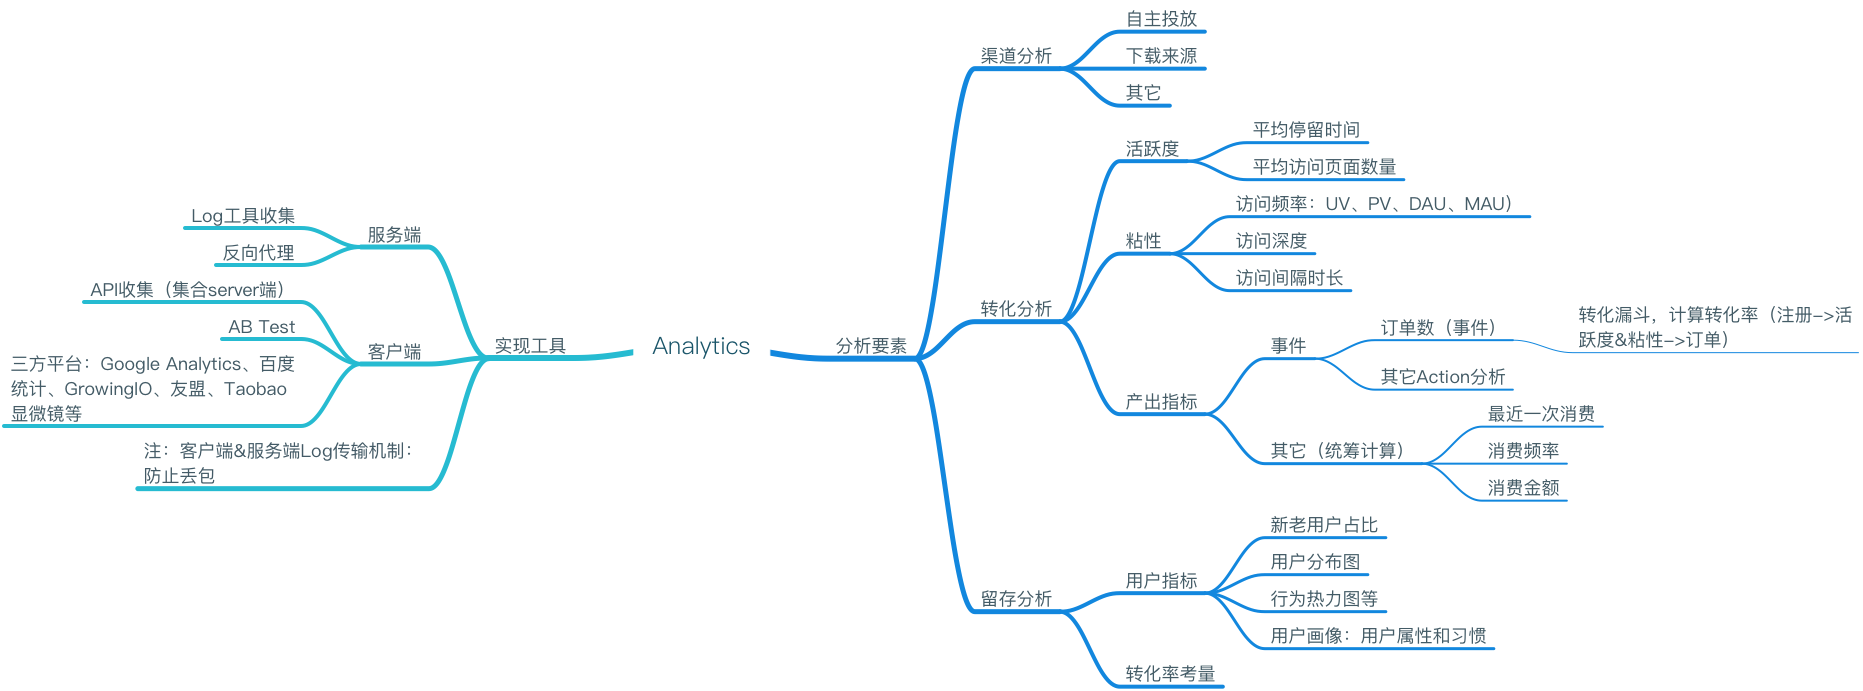 Analytics
实现工具
服务端
Log工具收集
反向代理
客户端
API收集（集合server端）
AB Test
三方平台：Google Analytics、百度
统计、GrowingIO、友盟、Taobao
显微镜等
注：客户端&服务端Log传输机制：
防止丢包
分析要素
渠道分析
自主投放
下载来源
其它
转化分析
活跃度
平均停留时间
平均访问页面数量
粘性
访问频率：UV、PV、DAU、MAU）
访问深度
访问间隔时长
产出指标
事件
订单数（事件）
转化漏斗，计算转化率（注册->活
跃度&粘性->订单）
其它Action分析
其它（统筹计算）
最近一次消费
消费频率
消费金额
留存分析
用户指标
新老用户占比
用户分布图
行为热力图等
用户画像：用户属性和习惯
转化率考量